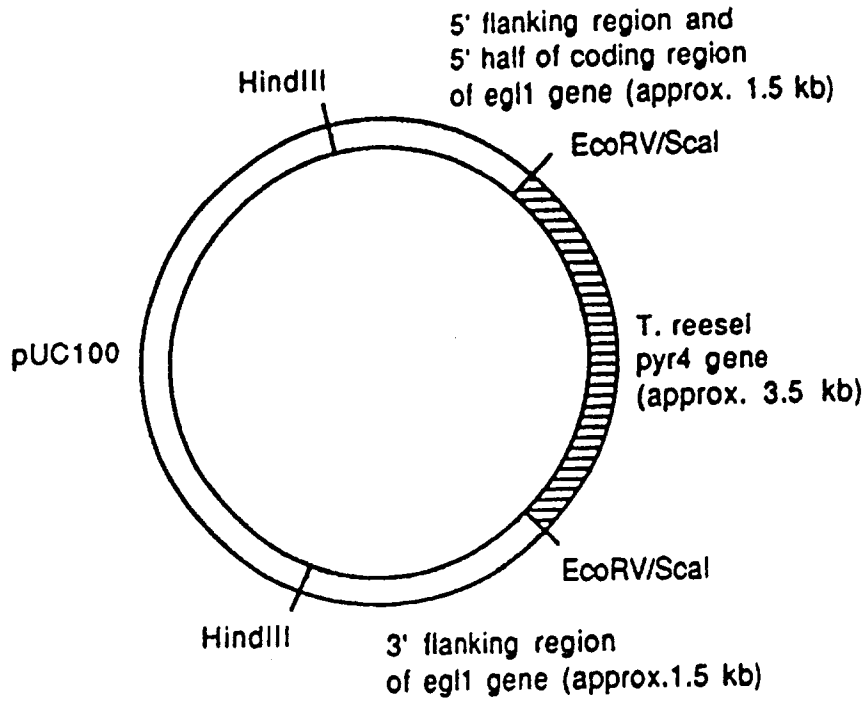 5' flanking region and
5' half of coding region
of egl1 gene (approx. 1.5 kb)
HindIII
EcoRV/ScaI
pUC100
T. reesei
pyr4 gene
(approx. 3.5 kb)
EcoRV/ScaI
HindIII
3' flanking region
of egl1 gene (approx.1.5 kb)